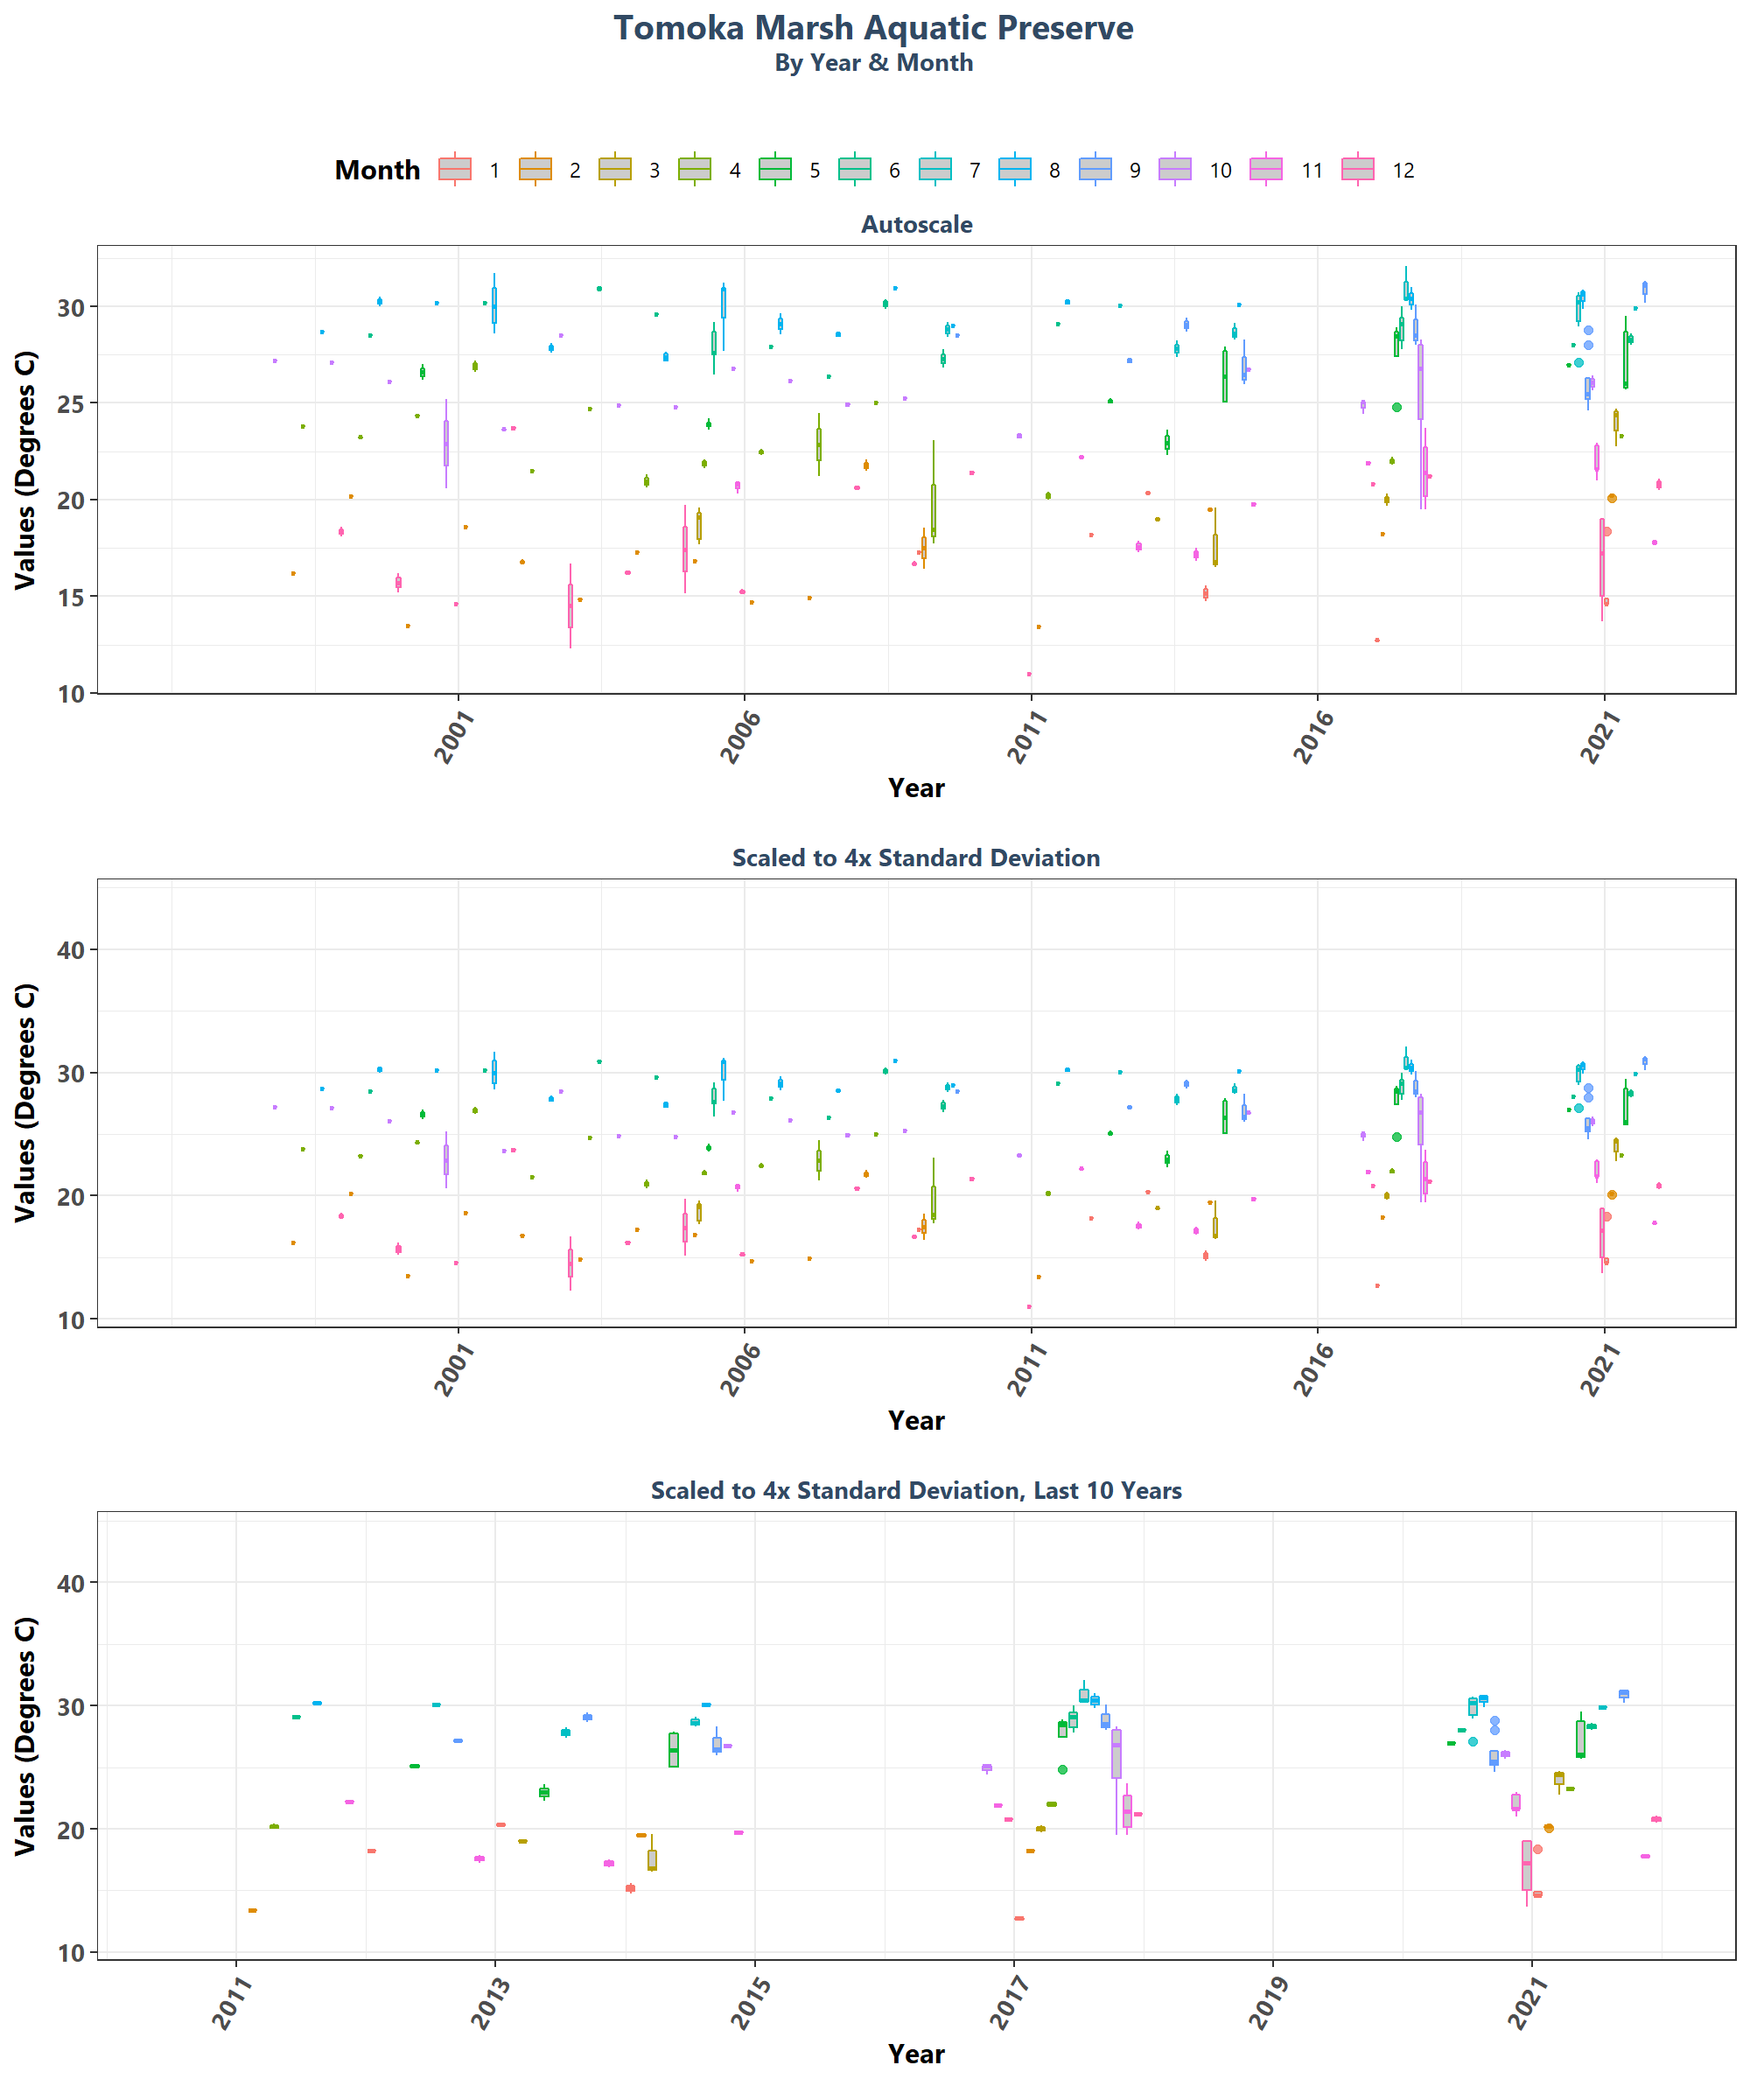 Tomoka Marsh Aquatic Preserve
By Year & Month
Month 1 2 3 4 5 6 7 8 9 10 11 12
Autoscale
Values (Degrees C)
30
25
20
15
10
2001 2006 2011 2016 2021
Year
Scaled to 4x Standard Deviation
Values (Degrees C)
40
30
20
10
2001 2006 2011 2016 2021
Year
Scaled to 4x Standard Deviation, Last 10 Years
Values (Degrees C)
40
30
20
10
2011 2013 2015 2017 2019 2021
Year